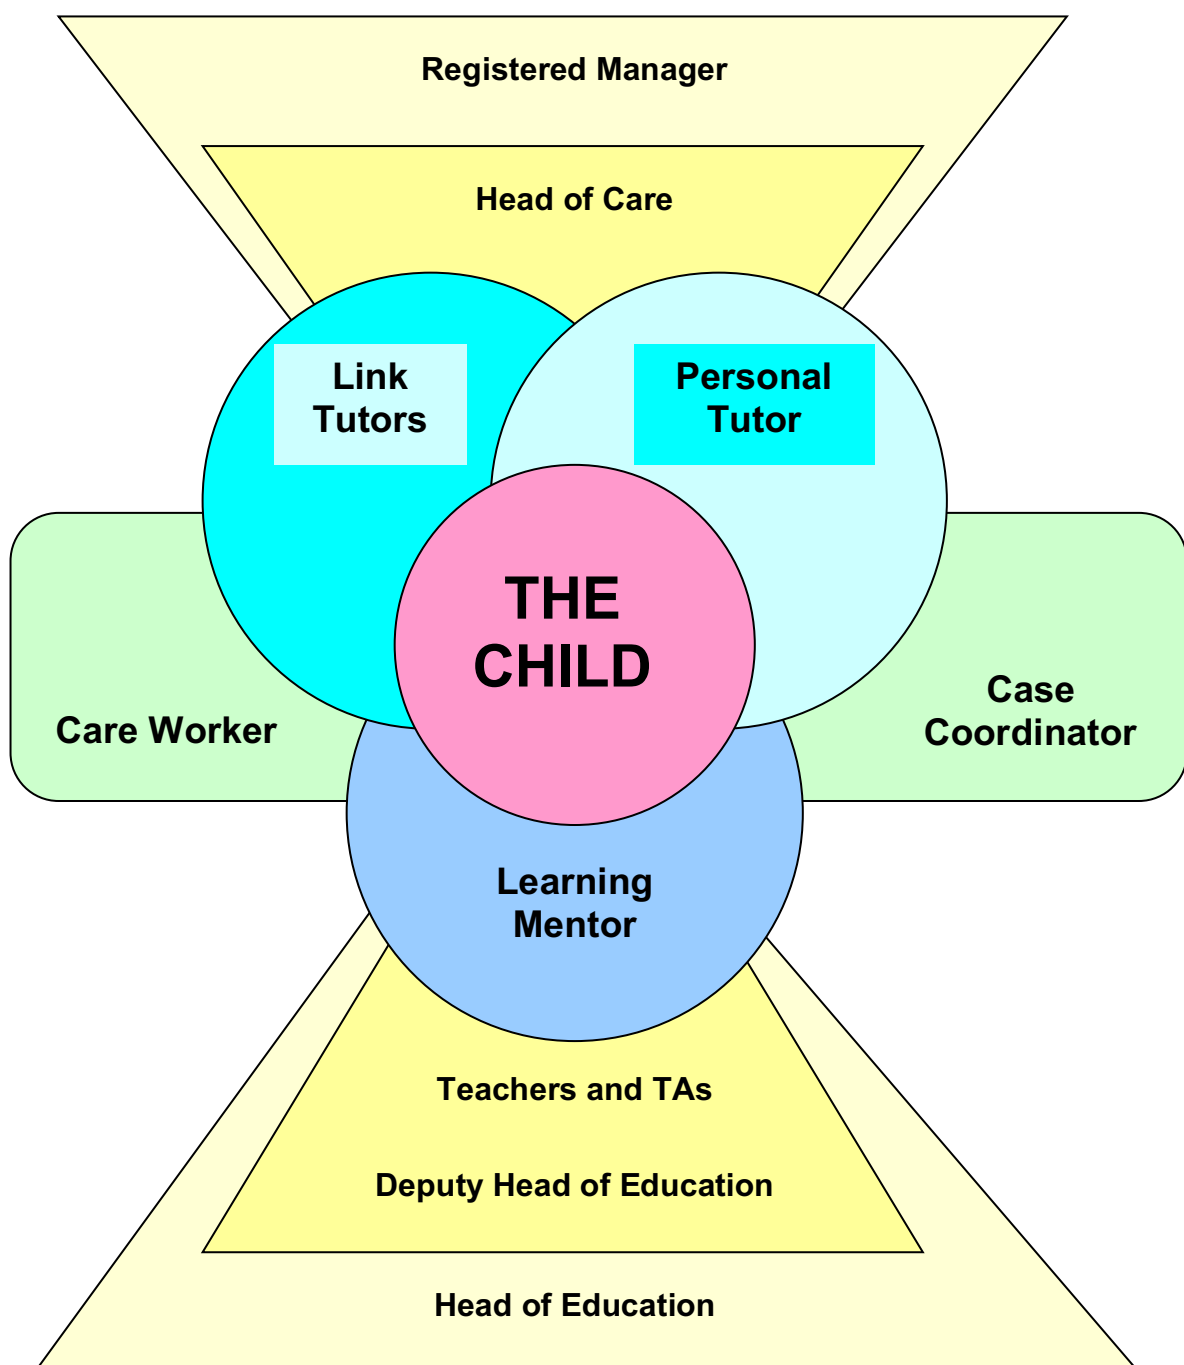 Registered Manager
Head of Care
Link
Tutors
Personal
Tutor
THE
CHILD
Care Worker
Case
Coordinator
Learning
Mentor
Teachers and TAs
Deputy Head of Education
Head of Education